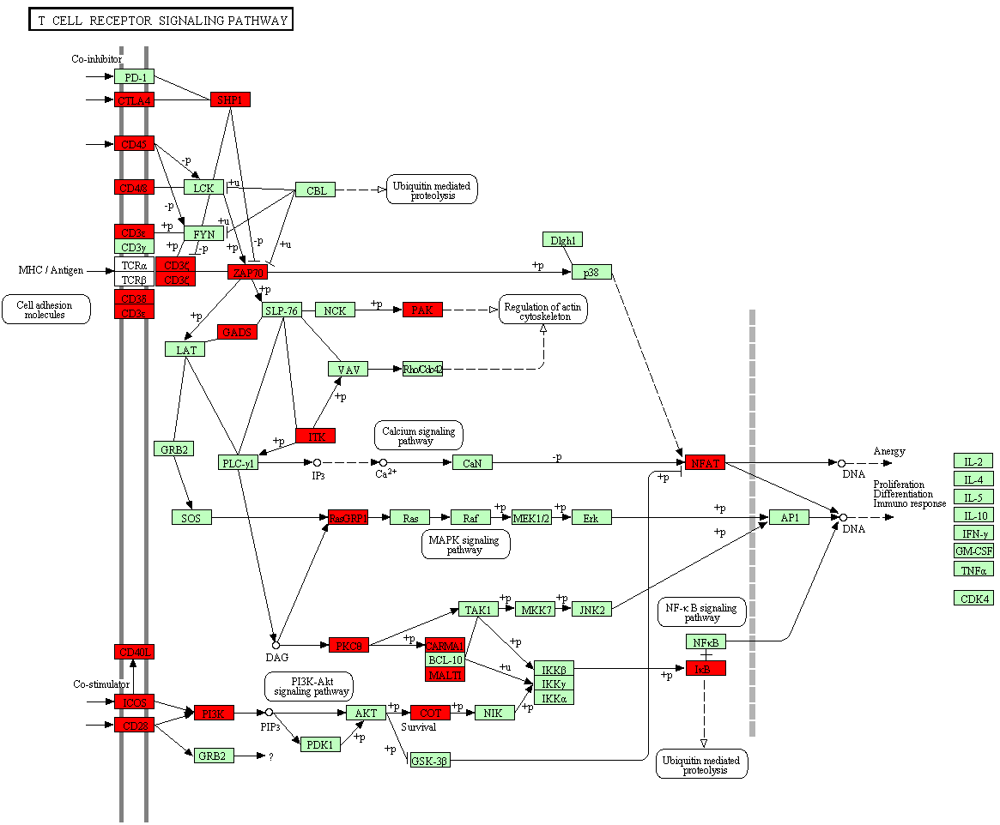 T CELL RECEPTOR SIGNALING PATHWAY
Co-inhibitor
PD-1
CTLA4
SHP1
CD45
-p
CD4/8
LCK
+u
CBL
Ubiquitin mediated
proteolysis
-p
CD3ε
+p
FYN
+u
CD3γ
+p
-p
+p
-p
+u
Dlgh1
MHC / Antigen
TCRα
CD3ζ
TCRβ
CD3ζ
ZAP70
+p
p38
Cell adhesion
molecules
CD3δ
CD3ε
+p
SLP-76
NCK
+p
PAK
Regulation of actin
cytoskeleton
+p
GADS
LAT
VAV
Rho/Cdc42
+p
ITK
+p
Calcium signaling
pathway
GRB2
PLC-γ1
IP3
Ca2+
CaN
-p
NFAT
+p
DNA
Anergy
Proliferation
Differentiation
Immuno response
SOS
RasGRP1
Ras
Raf
+p
MEK1/2
+p
Erk
+p
AP1
DNA
+p
MAPK signaling
pathway
IL-2
IL-4
IL-5
IL-10
IFN-γ
GM-CSF
TNFα
CDK4
TAK1
+p
MKK7
+p
JNK2
NF-κB signaling
pathway
DAG
PKCθ
+p
+p
CARMA1
BCL-10
MALT1
+p
+u
NFκB
IKKβ
IKKγ
IKKα
+p
IκB
CD40L
Co-stimulator
ICOS
CD28
PI3K
PIP3
PI3K-Akt
signaling pathway
AKT
+p
COT
+p
NIK
+p
Survival
PDK1
+p
+p
GSK-3β
GRB2
?
Ubiquitin mediated
proteolysis